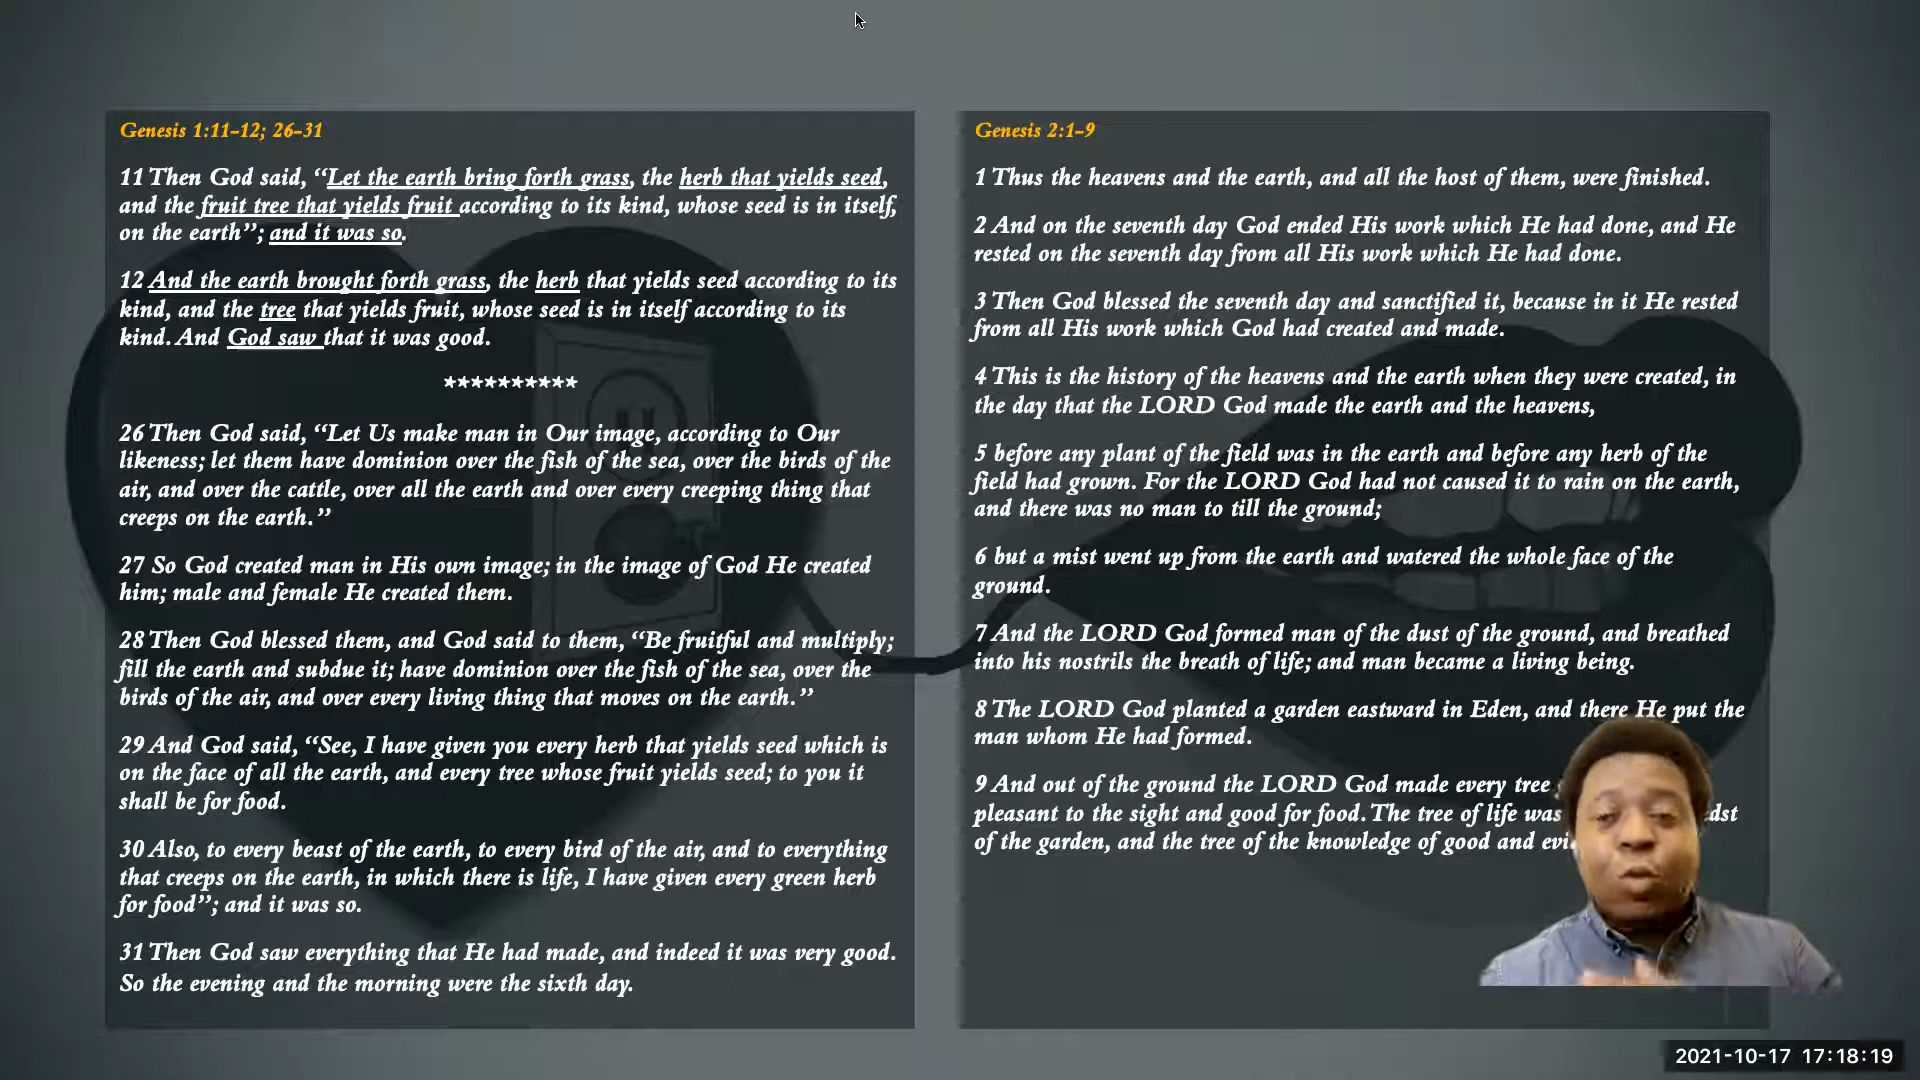 Genesis 1:11-12; 26-31
11 Then God said, “Let the earth bring forth grass, the herb that yields seed,
and the fruit tree that yields fruit according to its kind, whose seed is in itself,
on the earth”; and it was so.
12 And the earth brought forth grass, the herb that yields seed according to its
kind, and the tree that yields fruit, whose seed is in itself according to its
kind. And God saw that it was good.
**********
26 Then God said, “Let Us make man in Our image, according to Our
likeness; let them have dominion over the fish of the sea, over the birds of the
air, and over the cattle, over all the earth and over every creeping thing that
creeps on the earth.”
27 So God created man in His own image; in the image of God He created
him; male and female He created them.
28 Then God blessed them, and God said to them, “Be fruitful and multiply;
fill the earth and subdue it; have dominion over the fish of the sea, over the
birds of the air, and over every living thing that moves on the earth.”
29 And God said, “See, I have given you every herb that yields seed which is
on the face of all the earth, and every tree whose fruit yields seed; to you it
shall be for food.
30 Also, to every beast of the earth, to every bird of the air, and to everything
that creeps on the earth, in which there is life, I have given every green herb
for food”; and it was so.
31 Then God saw everything that He had made, and indeed it was very good.
So the evening and the morning were the sixth day.
Genesis 2:1-9
1 Thus the heavens and the earth, and all the host of them, were finished.
2 And on the seventh day God ended His work which He had done, and He
rested on the seventh day from all His work which He had done.
3 Then God blessed the seventh day and sanctified it, because in it He rested
from all His work which God had created and made.
4 This is the history of the heavens and the earth when they were created, in
the day that the LORD God made the earth and the heavens,
5 before any plant of the field was in the earth and before any herb of the
field had grown. For the LORD God had not caused it to rain on the earth,
and there was no man to till the ground;
6 but a mist went up from the earth and watered the whole face of the
ground.
7 And the LORD God formed man of the dust of the ground, and breathed
into his nostrils the breath of life; and man became a living being.
8 The LORD God planted a garden eastward in Eden, and there He put the
man whom He had formed.
9 And out of the ground the LORD God made every tree
pleasant to the sight and good for food. The tree of life was
of the garden, and the tree of the knowledge of good and
2021-10-17 17:18:19